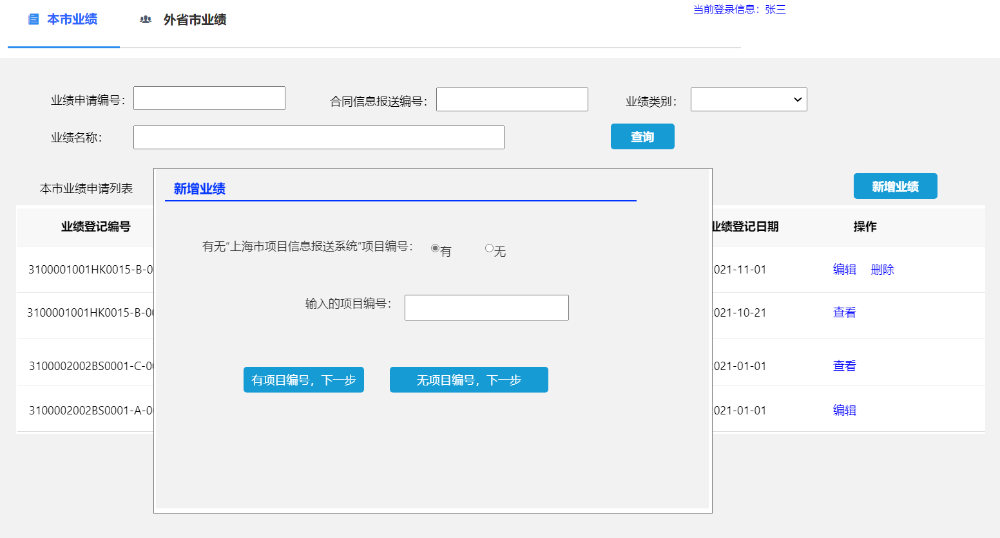 本市业绩
外省市业绩
当前登录信息：张三
业绩申请编号：
合同信息报送编号：
业绩类别：
业绩名称：
查询
本市业绩申请列表
新增业绩
新增业绩
业绩登记编号
业绩登记日期
操作
有无“上海市项目信息报送系统”项目编号：
有
无
3100001001HK0015-B-0
021-11-01
编辑
删除
输入的项目编号：
3100001001HK0015-B-00
021-10-21
查看
3100002002BS0001-C-00
021-01-01
查看
有项目编号，下一步
无项目编号，下一步
3100002002BS0001-A-00
021-01-01
编辑